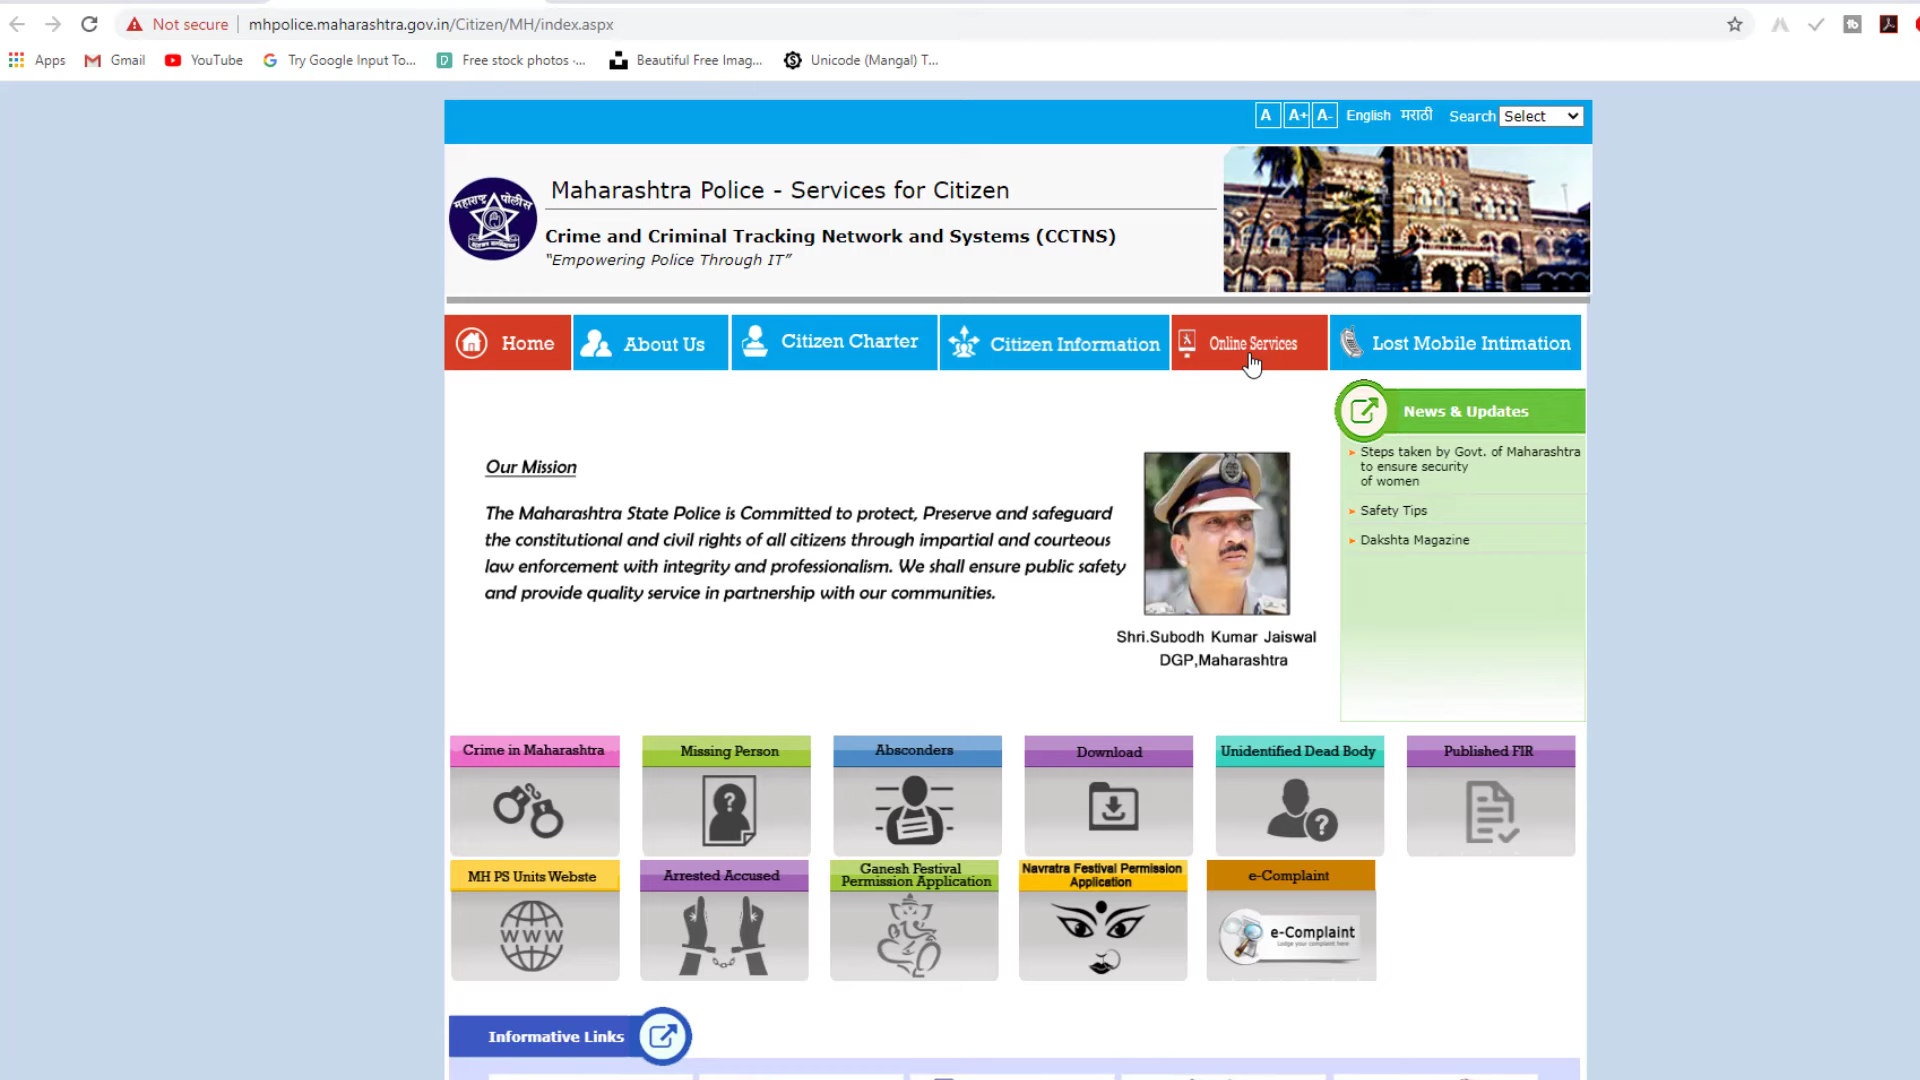 Not secure | mhpolice.maharashtra.gov.in/Citizen/MH/index.aspx
Apps Gmail YouTube Try Google Input To... Free stock photos -... Beautiful Free Imag... Unicode (Mangal) T...
A A+ A- English मराठी Search Select
महाराष्ट्र पोलीस
Maharashtra Police - Services for Citizen
Crime and Criminal Tracking Network and Systems (CCTNS)
"Empowering Police Through IT"
Home About Us Citizen Charter Citizen Information Online Services Lost Mobile Intimation
News & Updates
Steps taken by Govt. of Maharashtra
to ensure security
of women
Safety Tips
Dakshta Magazine
Our Mission
The Maharashtra State Police is Committed to protect, Preserve and safeguard
the constitutional and civil rights of all citizens through impartial and courteous
law enforcement with integrity and professionalism. We shall ensure public safety
and provide quality service in partnership with our communities.
Shri.Subodh Kumar Jaiswal
DGP,Maharashtra
Crime in Maharashtra Missing Person Absconders Download Unidentified Dead Body Published FIR
MH PS Units Webste Arrested Accused
Ganesh Festival
Permission Application
Navratra Festival Permission
Application
e-Complaint
WWW
e-Complaint
Lodge your complaint here
Informative Links